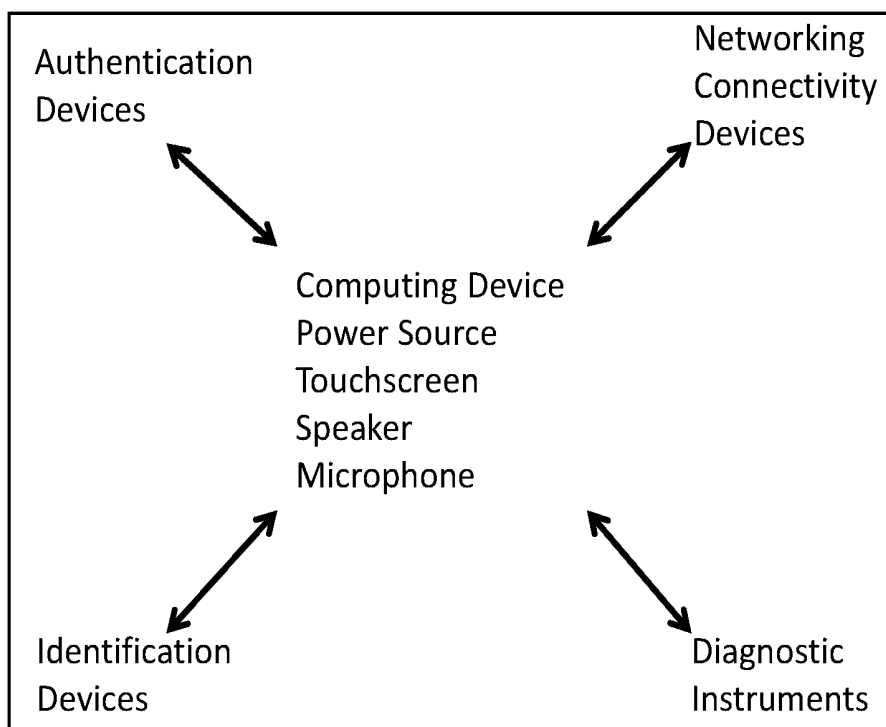 Authentication
Devices
Networking
Connectivity
Devices
Computing Device
Power Source
Touchscreen
Speaker
Microphone
Identification
Devices
Diagnostic
Instruments